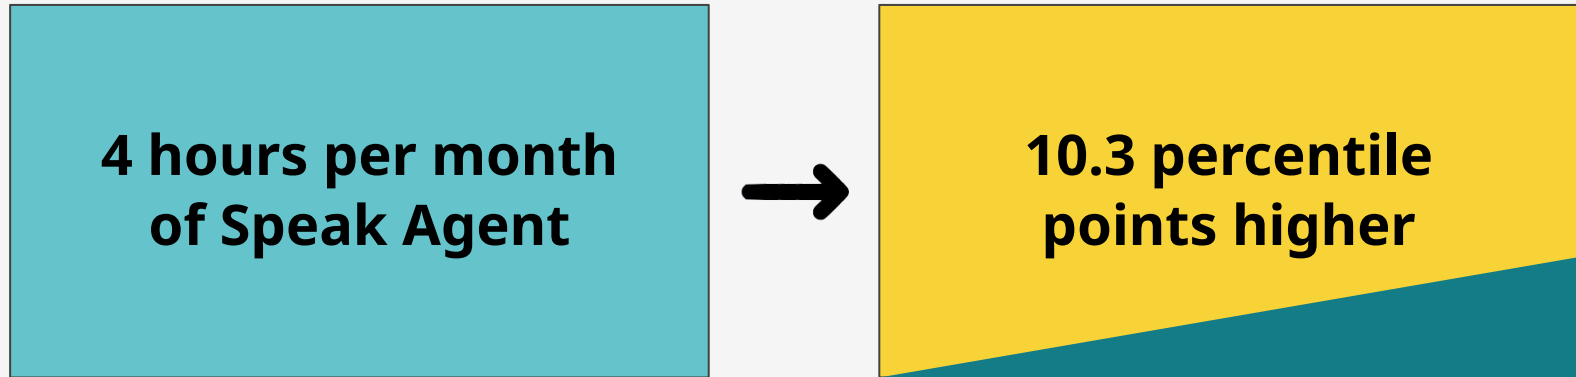 4 hours per month
of Speak Agent
10.3 percentile
points higher